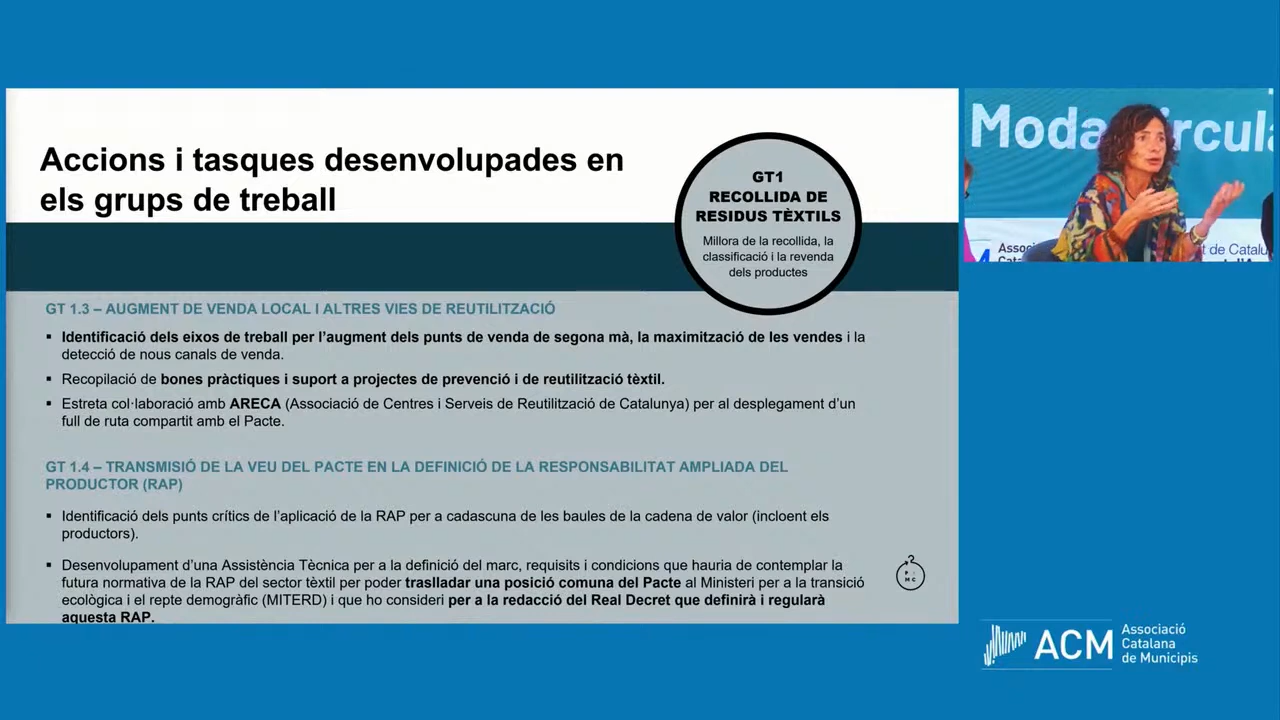 Accions i tasques desenvolupades en
els grups de treball
GT1
RECOLLIDA DE
RESIDUS TÈXTILS
Millora de la recollida, la
classificació i la revenda
dels productes
GT 1.3 – AUGMENT DE VENDA LOCAL I ALTRES VIES DE REUTILITZACIÓ
▪ Identificació dels eixos de treball per l’augment dels punts de venda de segona mà, la maximització de les vendes i la
detecció de nous canals de venda.
▪ Recopilació de bones pràctiques i suport a projectes de prevenció i de reutilització tèxtil.
▪ Estreta col·laboració amb ARECA (Associació de Centres i Serveis de Reutilització de Catalunya) per al desplegament d’un
full de ruta compartit amb el Pacte.
GT 1.4 – TRANSMISSIÓ DE LA VEU DEL PACTE EN LA DEFINICIÓ DE LA RESPONSABILITAT AMPLIADA DEL
PRODUCTOR (RAP)
▪ Identificació dels punts crítics de l’aplicació de la RAP per a cadascuna de les baules de la cadena de valor (incloent els
productors).
▪ Desenvolupament d’una Assistència Tècnica per a la definició del marc, requisits i condicions que hauria de contemplar la
futura normativa de la RAP del sector tèxtil per poder traslladar una posició comuna del Pacte al Ministeri per a la transició
ecològica i el repte demogràfic (MITERD) i que ho consideri per a la redacció del Real Decret que definirà i regularà
aquesta RAP.
Moda
ircula
Assoc
t de Catalu
ACM
Associació
Catalana
de Municipis